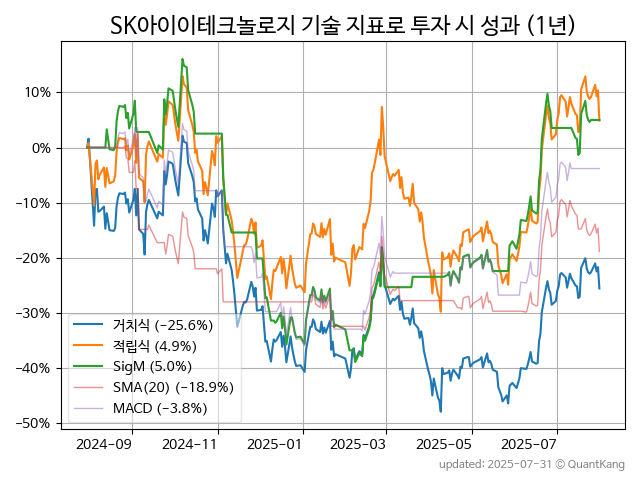 SK아이이테크놀로지 기술 지표로 투자 시 성과 (1년)
10%
0%
−10%
−20%
−30%
−40%
−50%
거치식 (−25.6%)
적립식 (4.9%)
SigM (5.0%)
SMA(20) (−18.9%)
MACD (−3.8%)
2024-09
2024-11
2025-01
2025-03
2025-05
2025-07
updated: 2025-07-31 © QuantKang